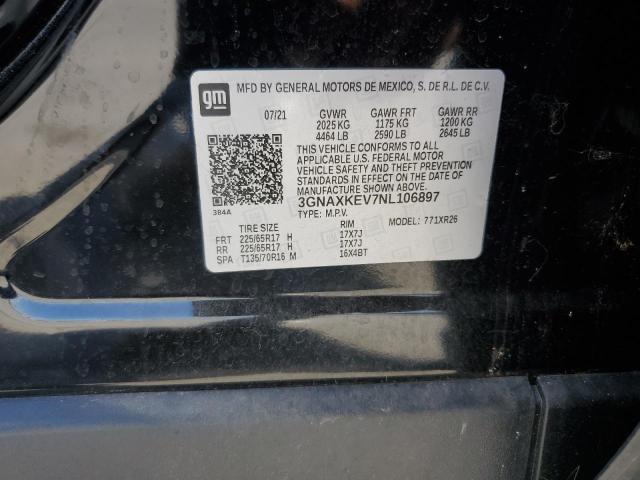 gm
MFD BY GENERAL MOTORS DE MEXICO, S. DE R.L. DE C.V.
07/21 GVWR GAWR FRT GAWR RR
2025 KG 1175 KG 1200 KG
4464 LB 2590 LB 2645 LB
THIS VEHICLE CONFORMS TO ALL
APPLICABLE U.S. FEDERAL MOTOR
VEHICLE SAFETY AND THEFT PREVENTION
STANDARDS IN EFFECT ON THE DATE OF
MANUFACTURE SHOWN ABOVE.
3GNAXKEV7NL106897
384A
TYPE: M.P.V. MODEL: 771XR26
TIRE SIZE RIM
FRT 225/65R17 H 17X7J
RR 225/65R17 H 17X7J
SPA T135/70R16 M 16X4BT